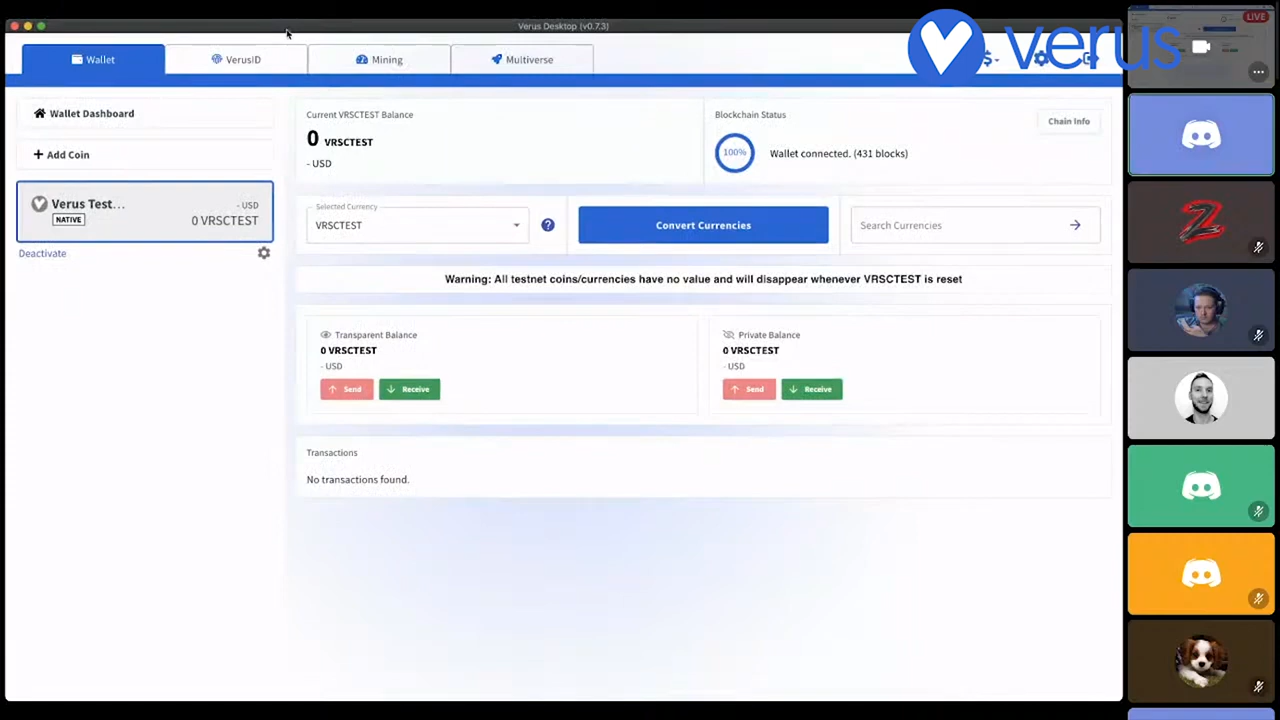 Verus Desktop (v0.7.3)
LIVE
verus
Wallet
VerusID
Mining
Multiverse
$
Wallet Dashboard
Add Coin
Verus Test...
NATIVE
- USD
0 VRSCTEST
Deactivate
Current VRSCTEST Balance
0 VRSCTEST
- USD
Blockchain Status
Chain Info
100%
Wallet connected. (431 blocks)
Selected Currency
VRSCTEST
?
Convert Currencies
Search Currencies
Warning: All testnet coins/currencies have no value and will disappear whenever VRSCTEST is reset
Transparent Balance
0 VRSCTEST
- USD
Send
Receive
Private Balance
0 VRSCTEST
- USD
Send
Receive
Transactions
No transactions found.